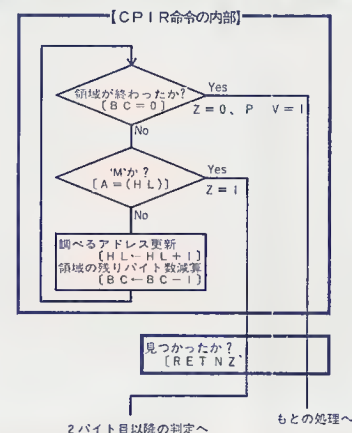 【ＣＰＩＲ命令の内部】
領域が終わったか?
〔ＢＣ=０〕
Yes
Z=0、P V=1
No
'M'か?
〔A=(HL)〕
Yes
Z=1
No
調べるアドレス更新
〔HL←HL+1〕
領域の残りバイト数減算
〔BC←BC-1〕
見つかったか?
〔RETNZ〕
2バイト目以降の判定へ
もとの処理へ